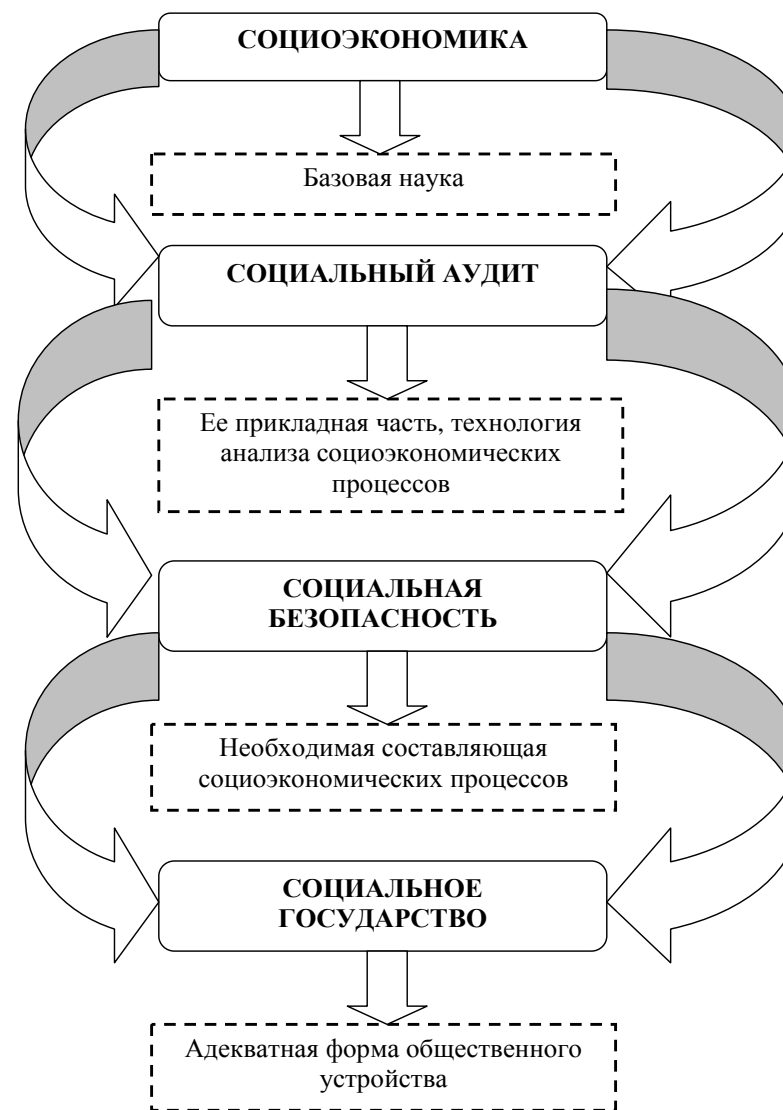 СОЦИОЭКОНОМИКА
Базовая наука
СОЦИАЛЬНЫЙ АУДИТ
Ее прикладная часть, технология
анализа социоэкономических
процессов
СОЦИАЛЬНАЯ
БЕЗОПАСНОСТЬ
Необходимая составляющая
социоэкономических процессов
СОЦИАЛЬНОЕ
ГОСУДАРСТВО
Адекватная форма общественного
устройства